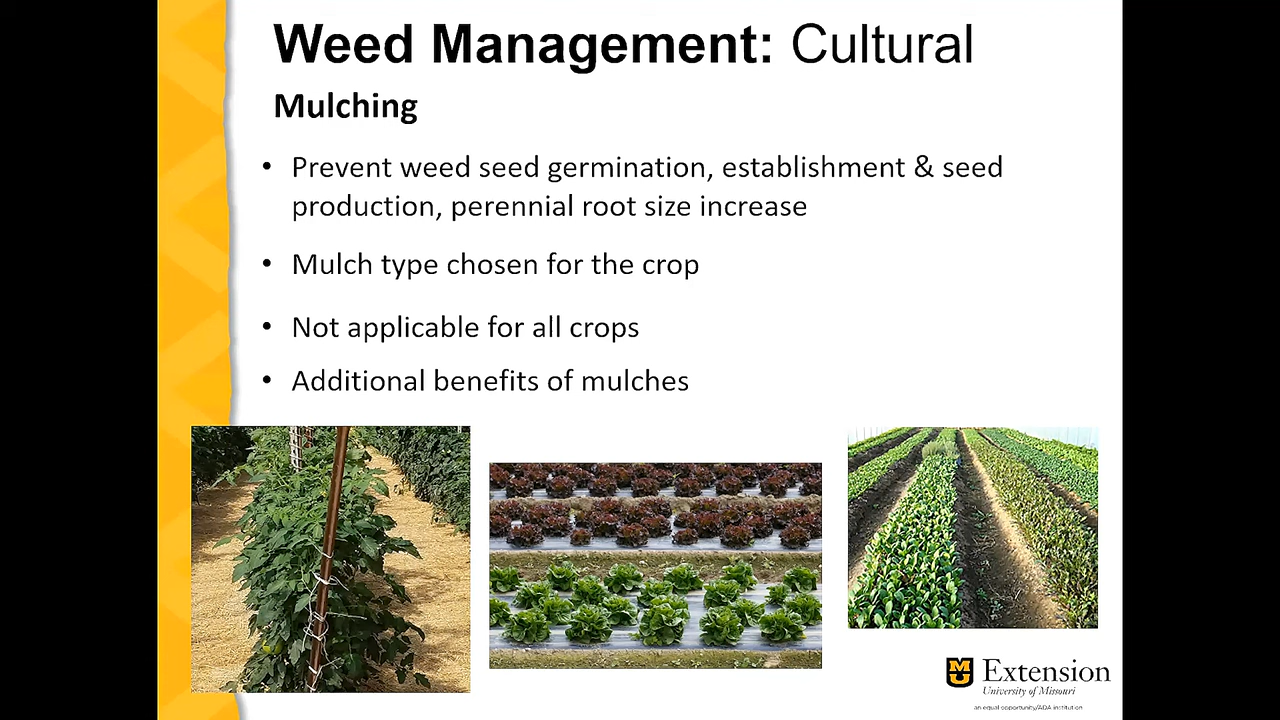 Weed Management: Cultural
Mulching
• Prevent weed seed germination, establishment & seed
production, perennial root size increase
• Mulch type chosen for the crop
• Not applicable for all crops
• Additional benefits of mulches
MU Extension
University of Missouri
an equal opportunity/ADA institution